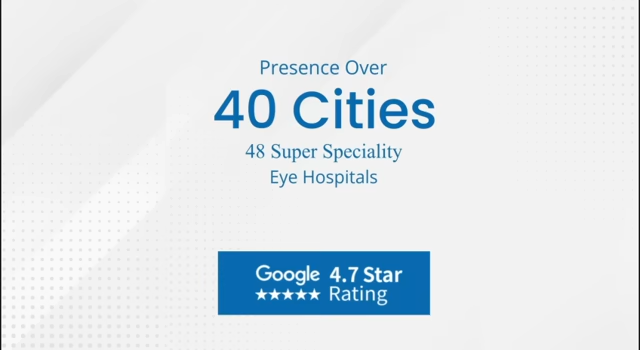 Presence Over
40 Cities
48 Super Speciality
Eye Hospitals
Google 4.7 Star
★★★★★ Rating